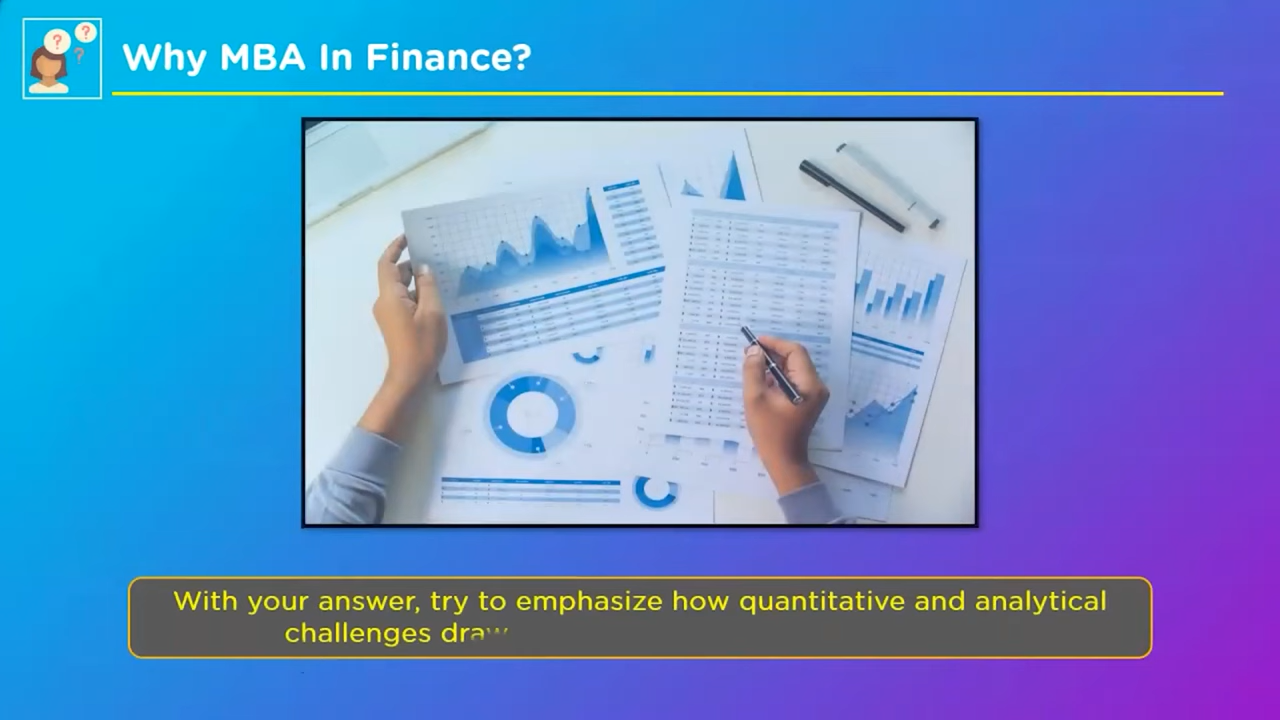 Why MBA In Finance?
With your answer, try to emphasize how quantitative and analytical
challenges draw